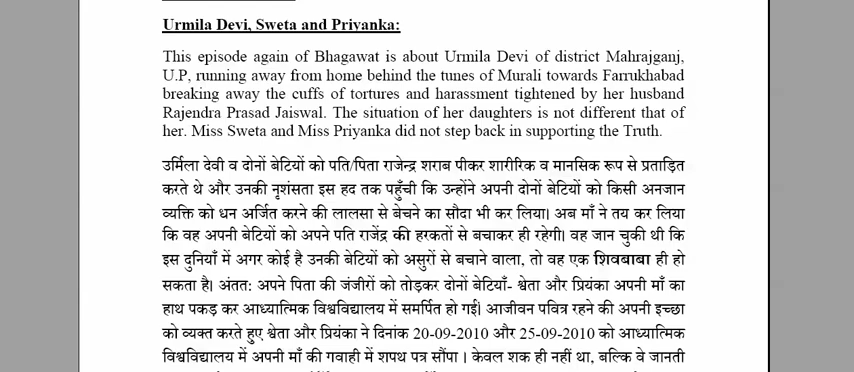 Urmila Devi, Sweta and Priyanka:
This episode again of Bhagawat is about Urmila Devi of district Mahrajganj,
U.P, running away from home behind the tunes of Murali towards Farrukhabad
breaking away the cuffs of tortures and harassment tightened by her husband
Rajendra Prasad Jaiswal. The situation of her daughters is not different that of
her. Miss Sweta and Miss Priyanka did not step back in supporting the Truth.
उर्मिला देवी व दोनों बेटियों को पति/पिता राजेन्द्र शराब पीकर शारीरिक व मानसिक रूप से प्रताड़ित
करते थे और उनकी नृशंसता इस हद तक पहुँची कि उन्होंने अपनी दोनों बेटियों को किसी अनजान
व्यक्ति को धन अर्जित करने की लालसा से बेचने का सौदा भी कर लिया। अब माँ ने तय कर लिया
कि वह अपनी बेटियों को अपने पति राजेंद्र की हरकतों से बचाकर ही रहेगी। वह जान चुकी थी कि
इस दुनियाँ में अगर कोई है उनकी बेटियों को असुरों से बचाने वाला, तो वह एक शिवबाबा ही हो
सकता है। अंतत: अपने पिता की जंजीरों को तोड़कर दोनों बेटियाँ- श्वेता और प्रियंका अपनी माँ का
हाथ पकड़ कर आध्यात्मिक विश्वविद्यालय में समर्पित हो गई। आजीवन पवित्र रहने की अपनी इच्छा
को व्यक्त करते हुए श्वेता और प्रियंका ने दिनांक 20-09-2010 और 25-09-2010 को आध्यात्मिक
विश्वविद्यालय में अपनी माँ की गवाही में शपथ पत्र सौंपा । केवल शक ही नहीं था, बल्कि वे जानती